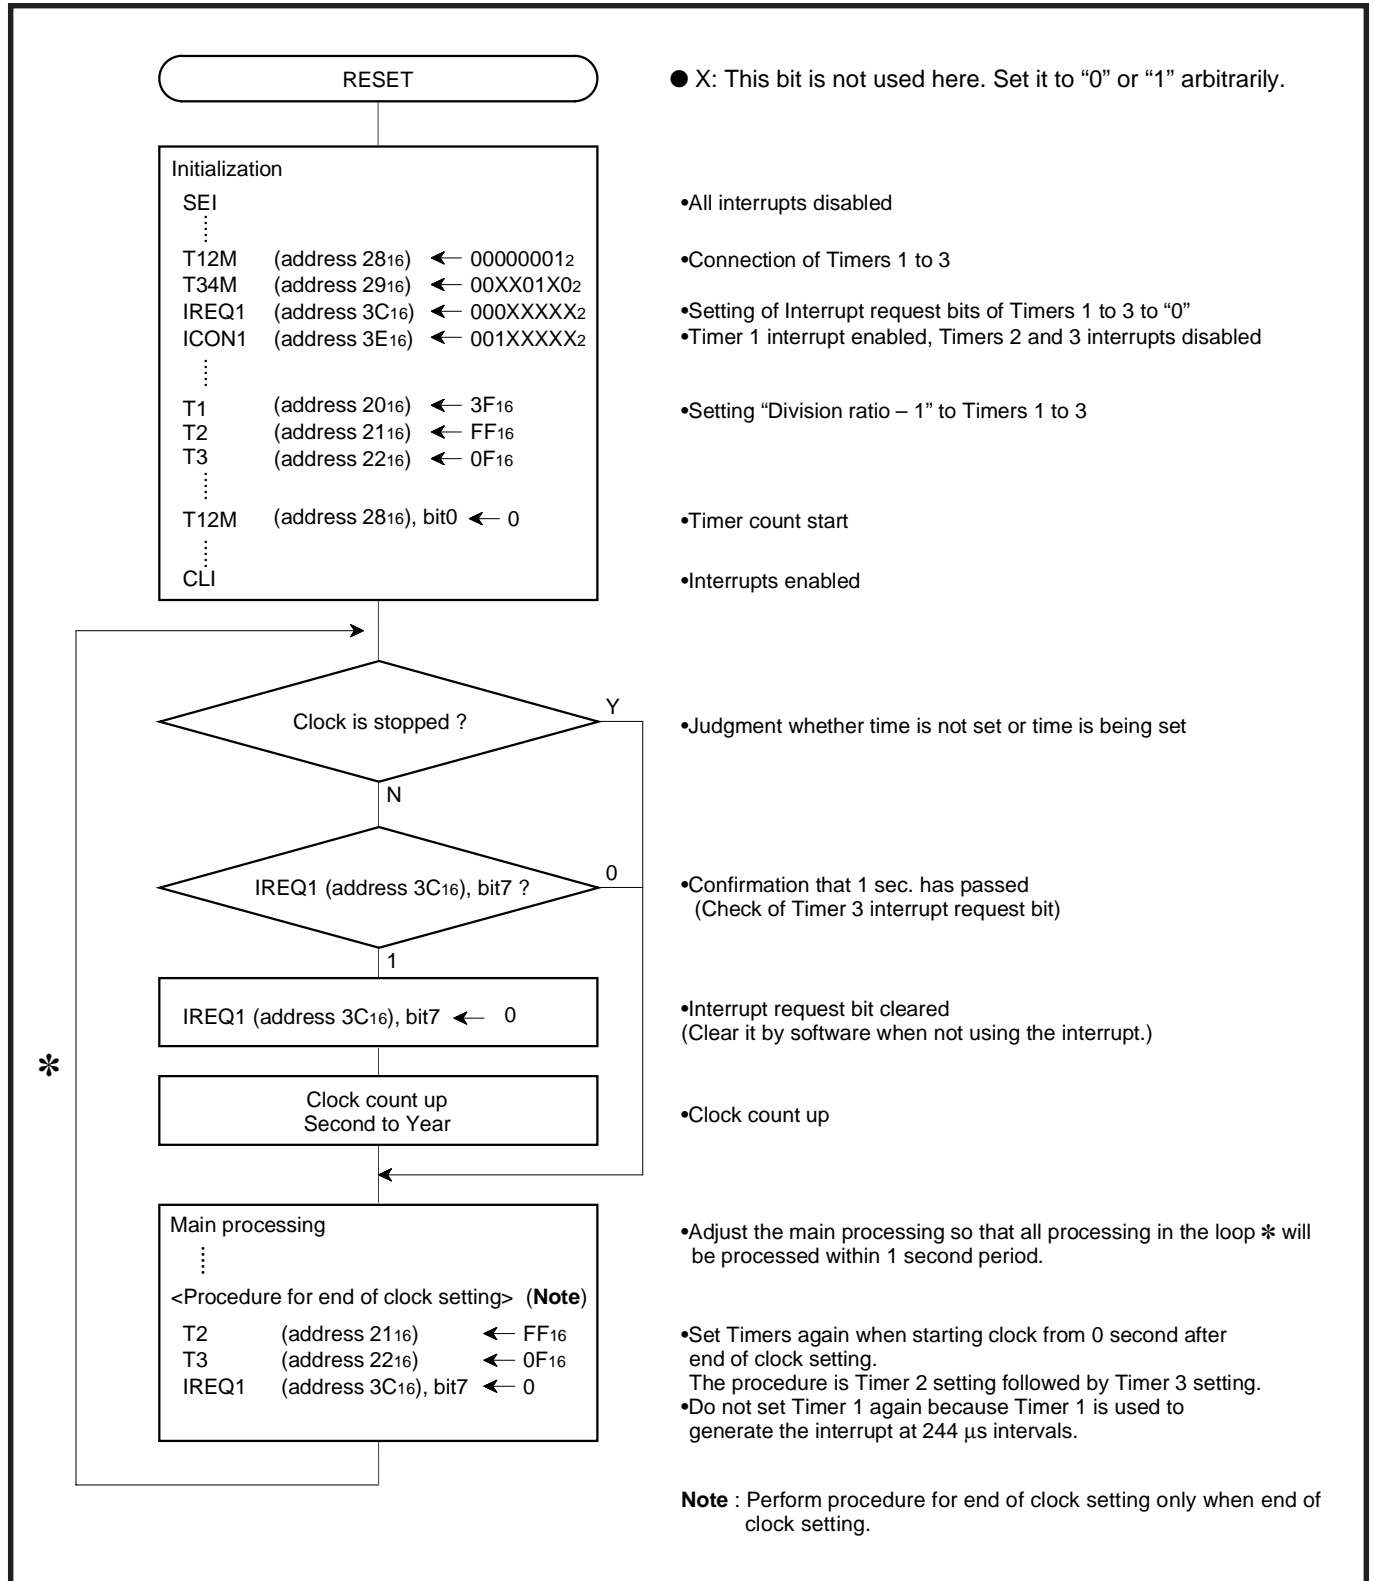 RESET
● X: This bit is not used here. Set it to “0” or “1” arbitrarily.
Initialization
SEI
•All interrupts disabled
T12M (address 2816) ← 000000012
•Connection of Timers 1 to 3
T34M (address 2916) ← 00XX01X02
IREQ1 (address 3C16) ← 000XXXXX2
•Setting of Interrupt request bits of Timers 1 to 3 to “0”
ICON1 (address 3E16) ← 001XXXXX2
•Timer 1 interrupt enabled, Timers 2 and 3 interrupts disabled
T1 (address 2016) ← 3F16
•Setting “Division ratio – 1” to Timers 1 to 3
T2 (address 2116) ← FF16
T3 (address 2216) ← 0F16
T12M (address 2816), bit0 ← 0
•Timer count start
CLI
•Interrupts enabled
Clock is stopped ?
Y
•Judgment whether time is not set or time is being set
N
IREQ1 (address 3C16), bit7 ?
0
•Confirmation that 1 sec. has passed
(Check of Timer 3 interrupt request bit)
1
IREQ1 (address 3C16), bit7 ← 0
•Interrupt request bit cleared
(Clear it by software when not using the interrupt.)
✻
Clock count up
Second to Year
•Clock count up
Main processing
•Adjust the main processing so that all processing in the loop ✻ will
be processed within 1 second period.
<Procedure for end of clock setting> (Note)
T2 (address 2116) ← FF16
•Set Timers again when starting clock from 0 second after
T3 (address 2216) ← 0F16
end of clock setting.
IREQ1 (address 3C16), bit7 ← 0
The procedure is Timer 2 setting followed by Timer 3 setting.
•Do not set Timer 1 again because Timer 1 is used to
generate the interrupt at 244 μs intervals.
Note : Perform procedure for end of clock setting only when end of
clock setting.